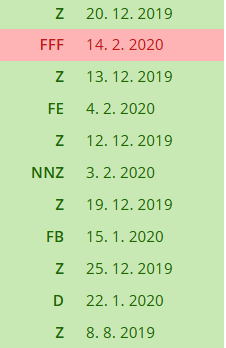 Z 20. 12. 2019
FFF 14. 2. 2020
Z 13. 12. 2019
FE 4. 2. 2020
Z 12. 12. 2019
NNZ 3. 2. 2020
Z 19. 12. 2019
FB 15. 1. 2020
Z 25. 12. 2019
D 22. 1. 2020
Z 8. 8. 2019